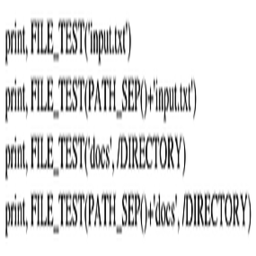 print, FILE_TEST('input.txt')
print, FILE_TEST(PATH_SEP()+'input.txt')
print, FILE_TEST('docs', /DIRECTORY)
print, FILE_TEST(PATH_SEP()+'docs', /DIRECTORY)